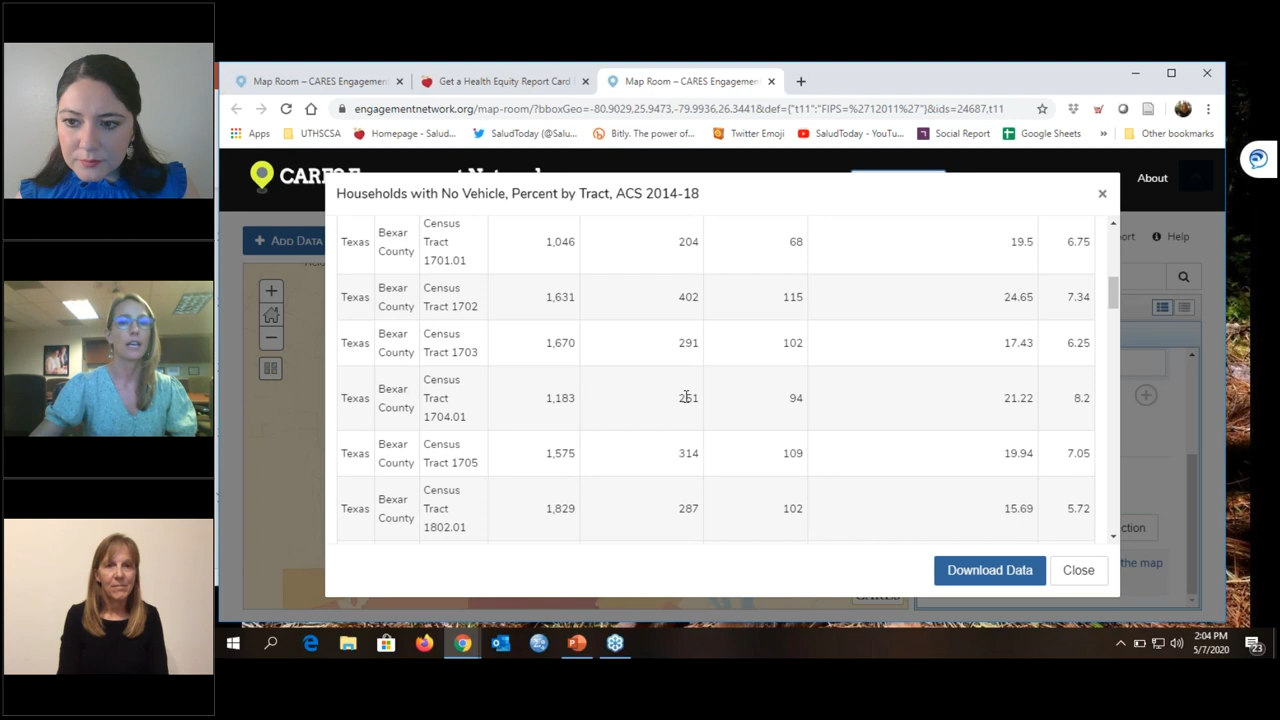 Map Room – CARES Engagement
Get a Health Equity Report Card
Map Room – CARES Engagement
engagementnetwork.org/map-room/?bboxGeo=-80.9029,25.9473,-79.9936,26.3441&def={"t11":"FIPS=%2712011%27"}&ids=24687,t11
Apps UTHSCSA Homepage - Salud... SaludToday (@Salu... Bitly. The power of... Twitter Emoji SaludToday - YouTu... Social Report Google Sheets » Other bookmarks
About
ADD DATA
Help
Households with No Vehicle, Percent by Tract, ACS 2014-18
Texas Bexar County Census Tract 1701.01 1,046 204 68 19.5 6.75
Texas Bexar County Census Tract 1702 1,631 402 115 24.65 7.34
Texas Bexar County Census Tract 1703 1,670 291 102 17.43 6.25
Texas Bexar County Census Tract 1704.01 1,183 251 94 21.22 8.2
Texas Bexar County Census Tract 1705 1,575 314 109 19.94 7.05
Texas Bexar County Census Tract 1802.01 1,829 287 102 15.69 5.72
the map
Download Data
Close
2:04 PM
5/7/2020
23